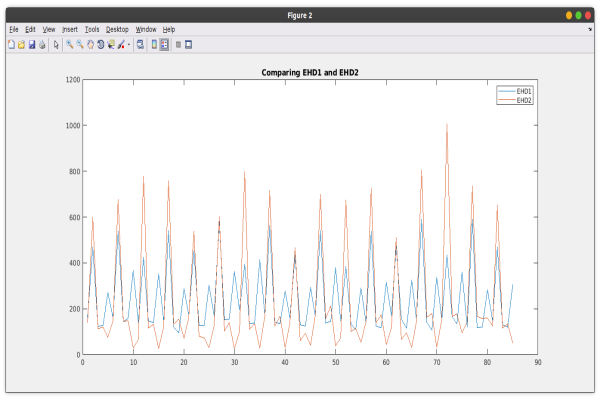 Figure 2
File Edit View Insert Tools Desktop Window Help
Comparing EHD1 and EHD2
1200
EHD1
EHD2
1000
800
600
400
200
0
0 10 20 30 40 50 60 70 80 90